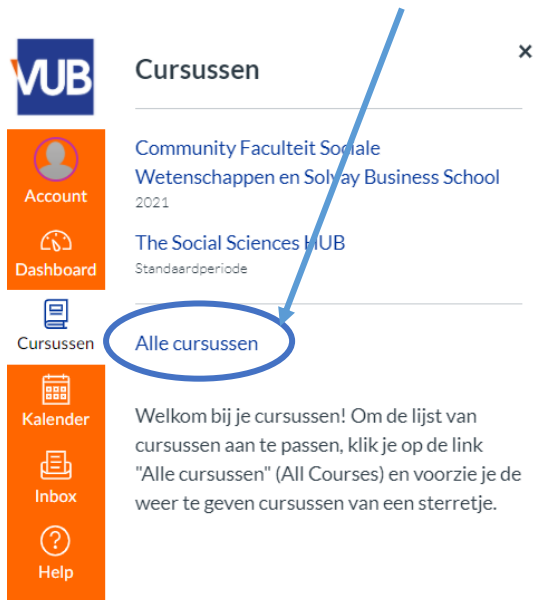 VUB
Cursussen
×
Community Faculteit Sociale
Wetenschappen en Solvay Business School
2021
The Social Sciences HUB
Standaardperiode
Alle cursussen
Welkom bij je cursussen! Om de lijst van
cursussen aan te passen, klik je op de link
"Alle cursussen" (All Courses) en voorzie je de
weer te geven cursussen van een sterretje.
Account
Dashboard
Cursussen
Kalender
Inbox
Help